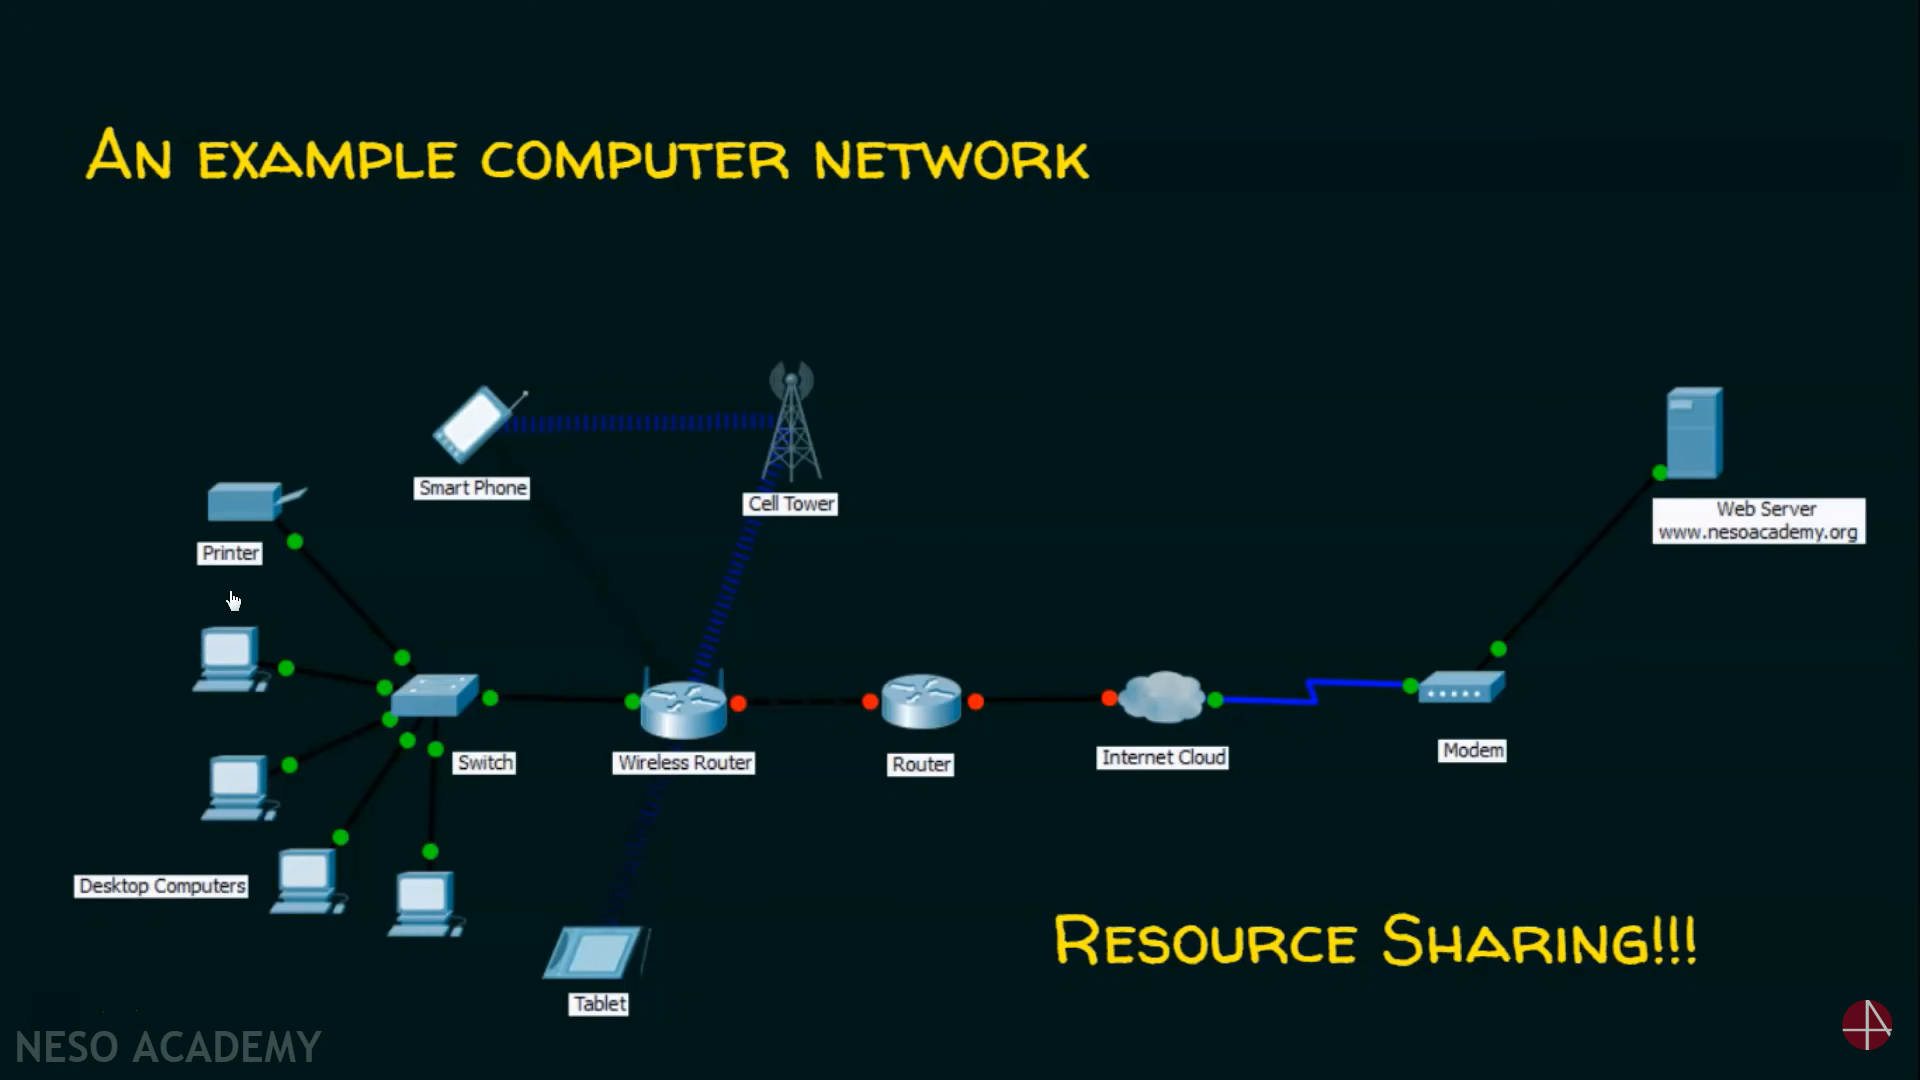 An example computer network
Smart Phone
Cell Tower
Web Server
www.nesoacademy.org
Printer
Switch
Wireless Router
Router
Internet Cloud
Modem
Desktop Computers
Resource Sharing!!!
Tablet
NESO ACADEMY